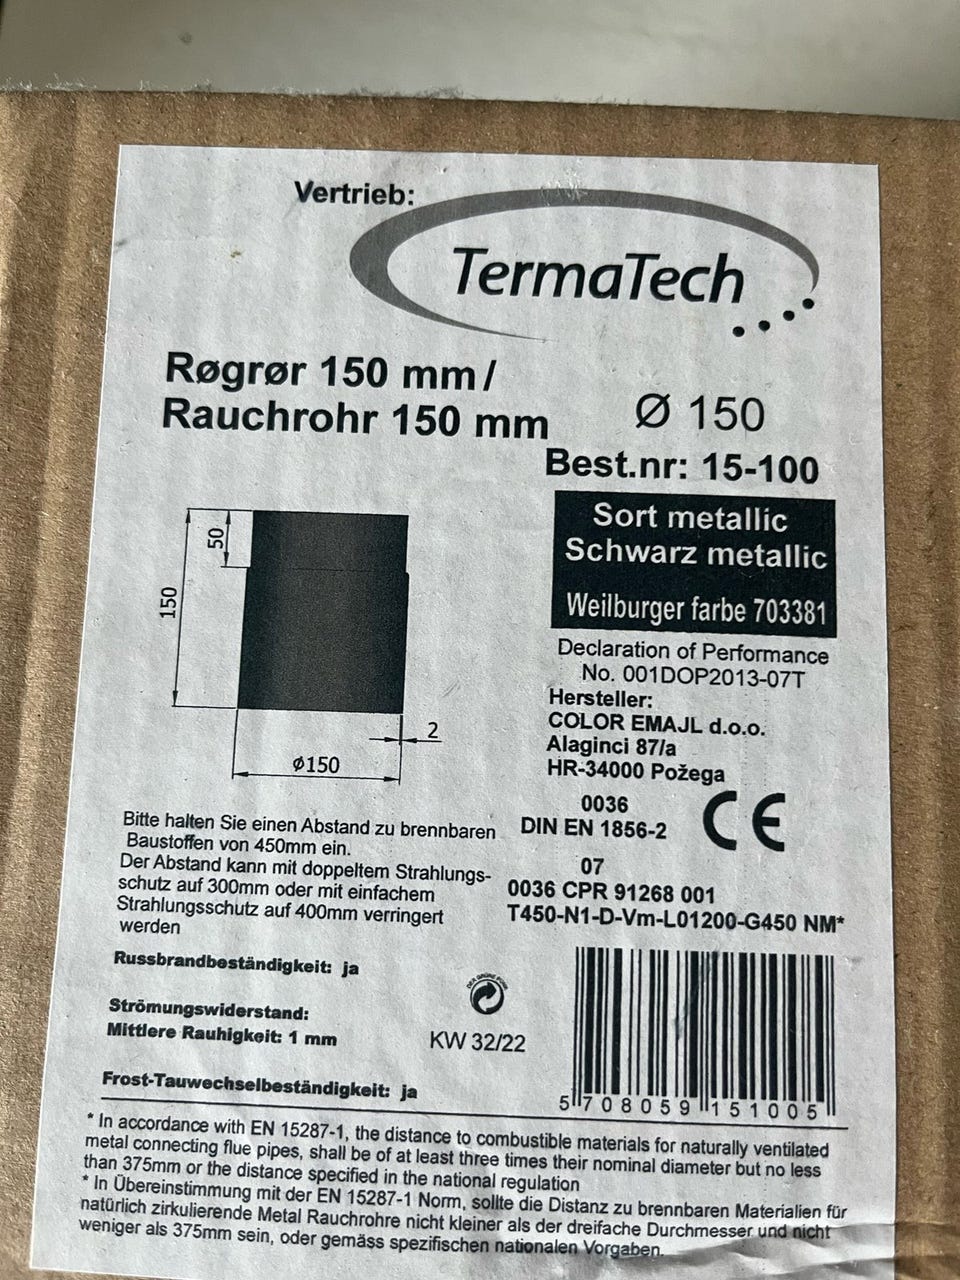 Vertrieb:
TermaTech
Røgrør 150 mm/
Rauchrohr 150 mm
Ø 150
Best.nr: 15-100
Sort metallic
Schwarz metallic
Weilburger farbe 703381
50
150
2
Ø150
Declaration of Performance
No. 001DOP2013-07T
Hersteller:
COLOR EMAJL d.o.o.
Alaginci 87/a
HR-34000 Požega
0036
DIN EN 1856-2
CE
07
0036 CPR 91268 001
T450-N1-D-Vm-L01200-G450 NM*
Bitte halten Sie einen Abstand zu brennbaren
Baustoffen von 450mm ein.
Der Abstand kann mit doppeltem Strahlungs-
schutz auf 300mm oder mit einfachem
Strahlungsschutz auf 400mm verringert
werden
Russbrandbeständigkeit: ja
Strömungswiderstand:
Mittlere Rauhigkeit: 1 mm
DER GRÜNE PUNKT
KW 32/22
Frost-Tauwechselbeständigkeit: ja
5 708059 151005
* In accordance with EN 15287-1, the distance to combustible materials for naturally ventilated
metal connecting flue pipes, shall be of at least three times their nominal diameter but no less
than 375mm or the distance specified in the national regulation
* In Übereinstimmung mit der EN 15287-1 Norm, sollte die Distanz zu brennbaren Materialien für
natürlich zirkulierende Metal Rauchrohre nicht kleiner als der dreifache Durchmesser und nicht
weniger als 375mm sein, oder gemäss spezifischen nationalen Vorgaben.